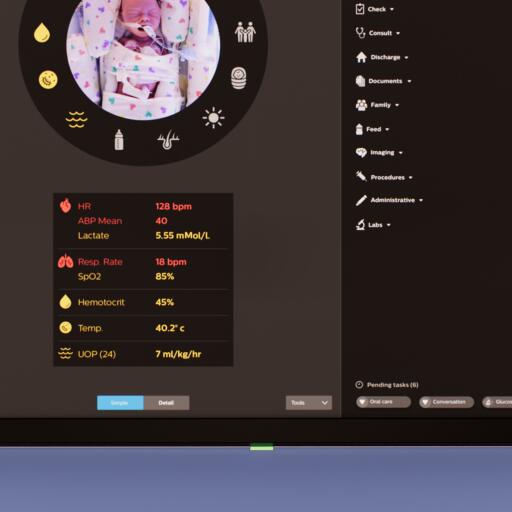 Check
Consult
Discharge
Documents
Family
Feed
Imaging
Procedures
Administrative
Labs
HR 128 bpm
ABP Mean 40
Lactate 5.55 mMol/L
Resp. Rate 18 bpm
SpO2 85%
Hemotocrit 45%
Temp. 40.2° c
UOP (24) 7 ml/kg/hr
Simple Detail
Tools
Pending tasks (6)
Oral care Conversation